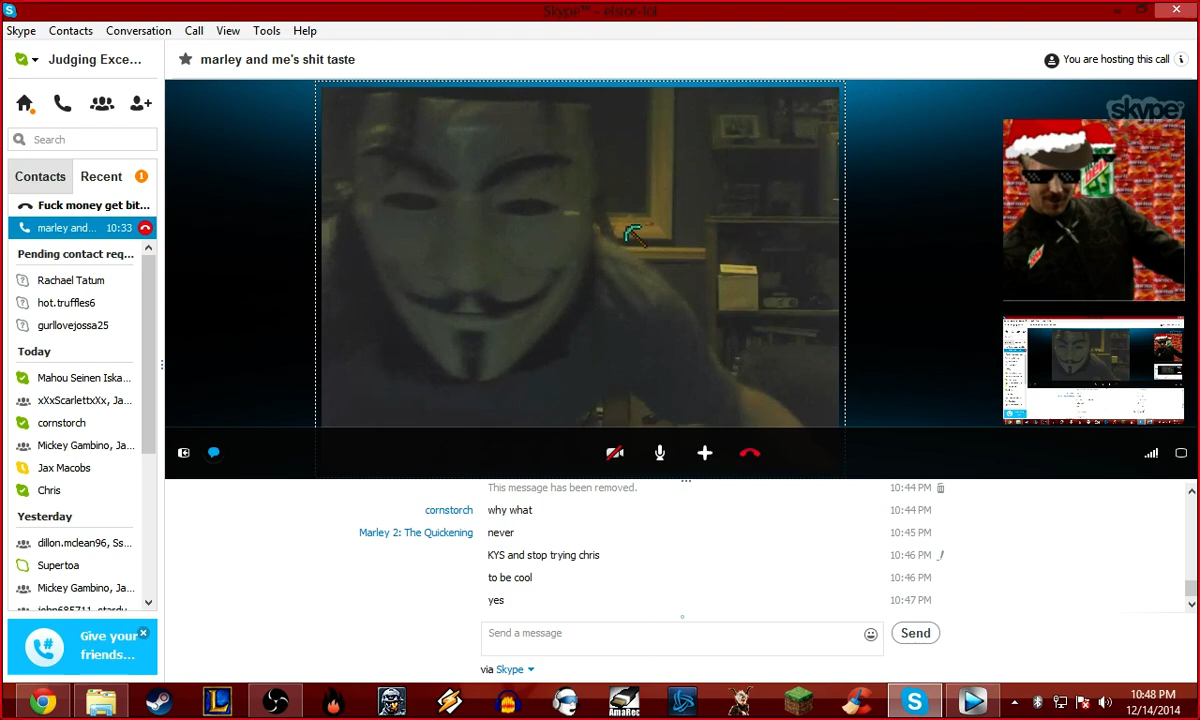 Skype™ - elsior-lol
Skype Contacts Conversation Call View Tools Help
Judging Exce...
marley and me's shit taste
You are hosting this call
skype
Search
Contacts Recent 1
Fuck money get bit...
marley and... 10:33
Pending contact req...
Rachael Tatum
hot.truffles6
gurllovejossa25
Today
Mahou Seinen Iska...
xXxScarlettxXx, Ja...
cornstorch
Mickey Gambino, Ja...
Jax Macobs
Chris
Yesterday
dillon.mclean96, Ss...
Supertoa
Mickey Gambino, Ja...
john685711, stardu...
Give your
friends...
This message has been removed. 10:44 PM
cornstorch why what 10:44 PM
Marley 2: The Quickening never 10:45 PM
KYS and stop trying chris 10:46 PM
to be cool 10:46 PM
yes 10:47 PM
Send a message
Send
via Skype
AmaRec
10:48 PM
12/14/2014